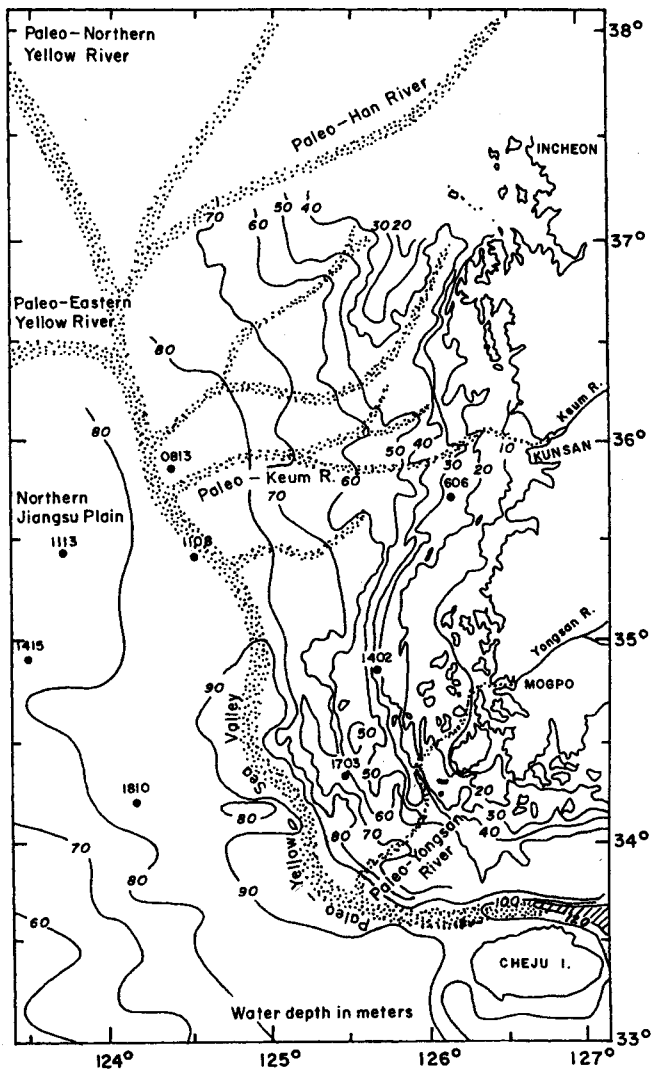 Paleo-Northern
Yellow River
38°
Paleo-Han River
INCHEON
70
60
50
40
30
20
37°
Paleo-Eastern
Yellow River
80
80
36°
0813
Keum R.
KUNSAN
10
50
40
30
20
60
606
Paleo-Keum R.
70
Northern
Jiangsu Plain
1113
1108
35°
1415
Yongsan R.
1402
MOGPO
90
Valley
Sea
Yellow
Paleo
50
1703
50
20
30
40
60
70
80
1810
80
34°
70
80
90
Paleo Yongsan
River
100
120
60
CHEJU I.
Water depth in meters
33°
124°
125°
126°
127°